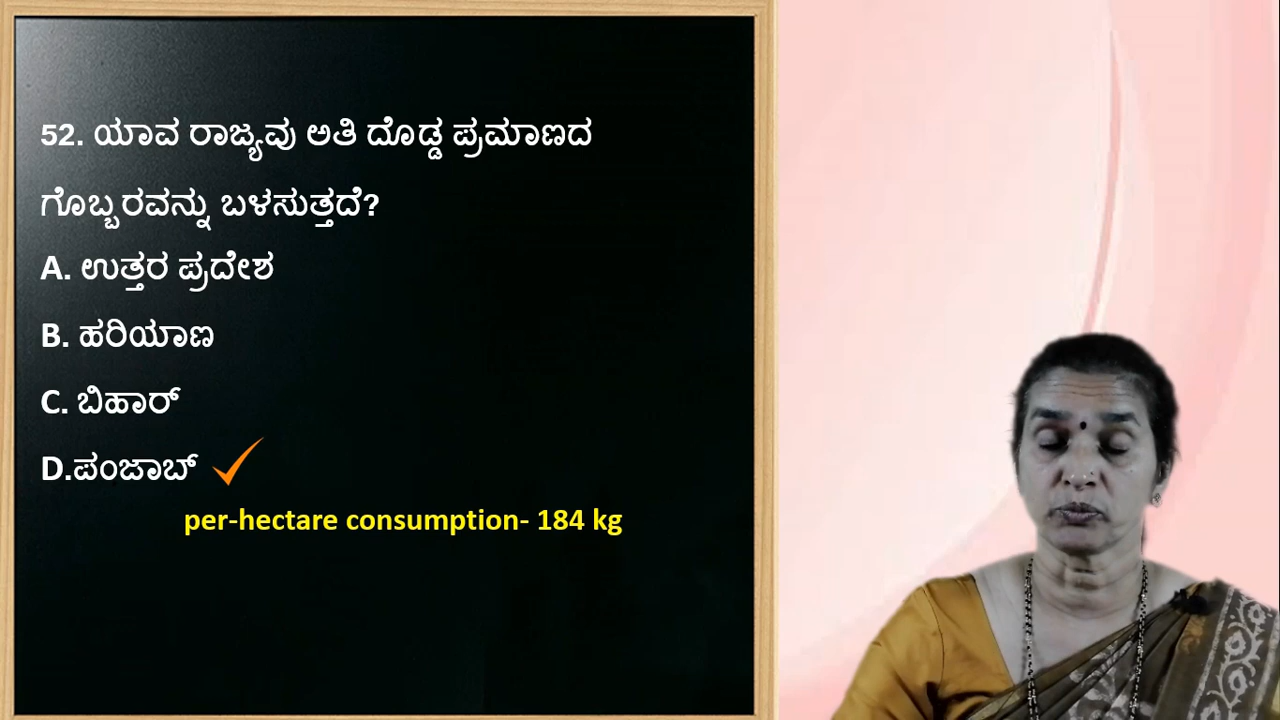 52. ಯಾವ ರಾಜ್ಯವು ಅತಿ ದೊಡ್ಡ ಪ್ರಮಾಣದ
ಗೊಬ್ಬರವನ್ನು ಬಳಸುತ್ತದೆ?
A. ಉತ್ತರ ಪ್ರದೇಶ
B. ಹರಿಯಾಣ
C. ಬಿಹಾರ್
D.ಪಂಜಾಬ್
per-hectare consumption- 184 kg